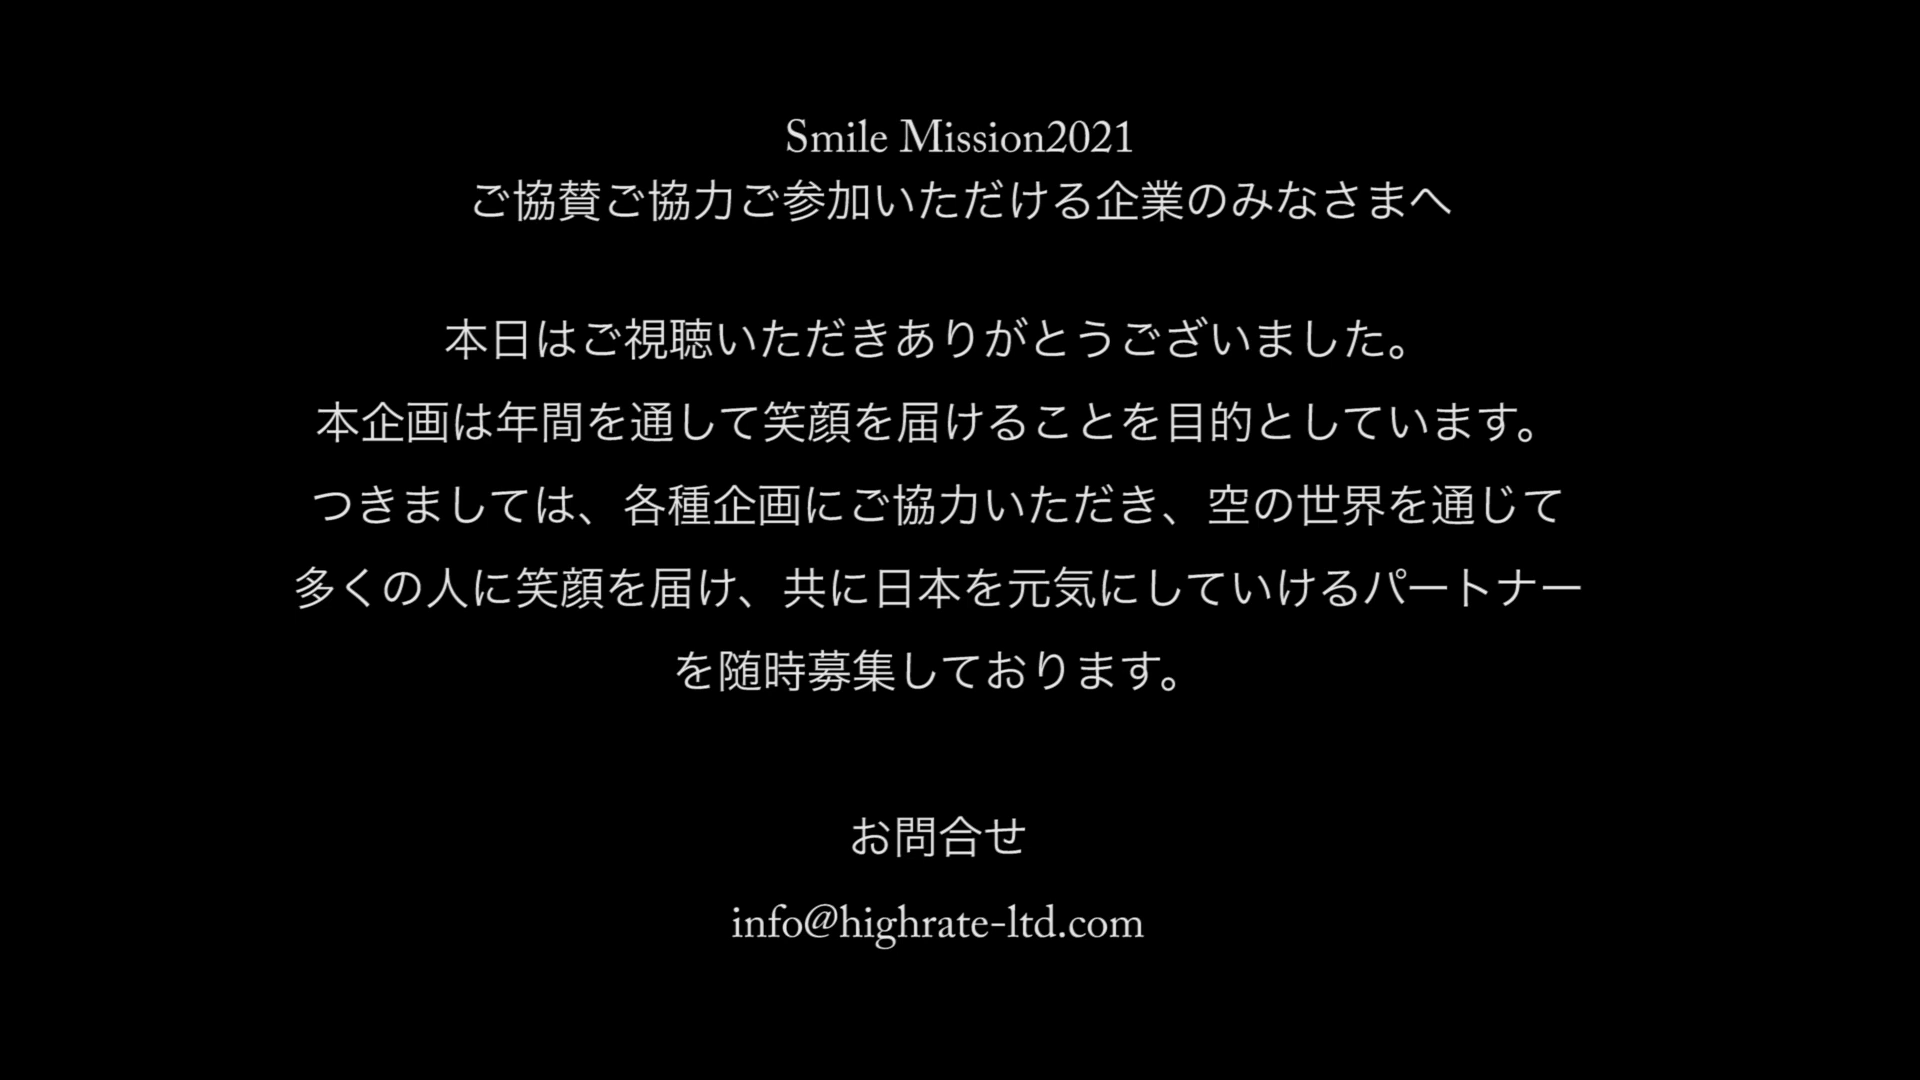 Smile Mission2021
ご協賛ご協力ご参加いただける企業のみなさまへ
本日はご視聴いただきありがとうございました。
本企画は年間を通して笑顔を届けることを目的としています。
つきましては、各種企画にご協力いただき、空の世界を通じて
多くの人に笑顔を届け、共に日本を元気にしていけるパートナー
を随時募集しております。
お問合せ
info@highrate-ltd.com